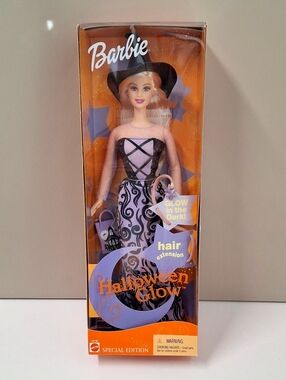 Barbie
GLOW
in the
Dark!
hair
extension
Halloween
Glow
SPECIAL EDITION
WARNING: